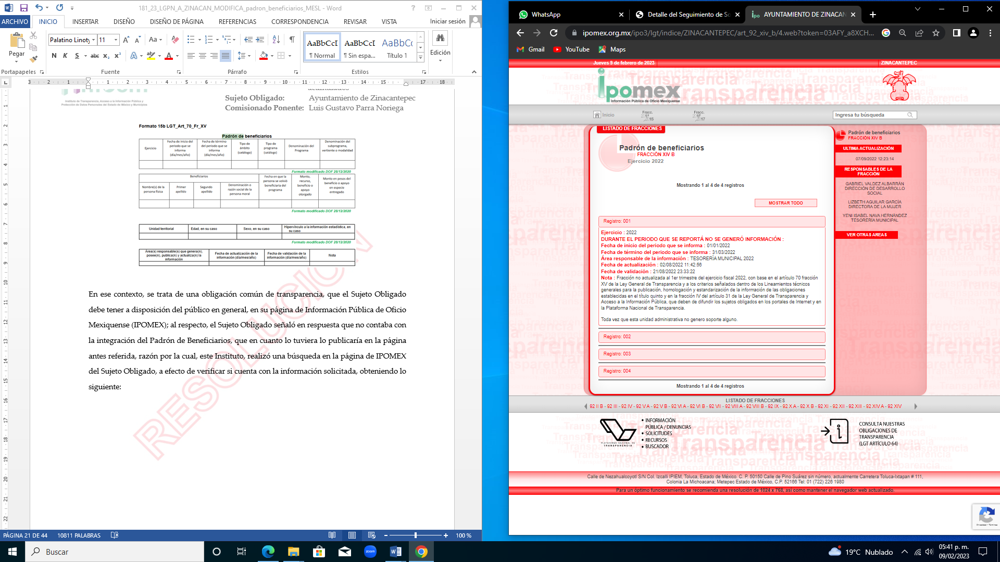 181_23_LGPN_A_ZINACAN_MODIFICA_padron_beneficiarios_MESL - Word
ARCHIVO INICIO INSERTAR DISEÑO DISEÑO DE PÁGINA REFERENCIAS CORRESPONDENCIA REVISAR VISTA Iniciar sesión
Palatino Linoty 11
Pegar
N K S abc
AaBbCcI AaBbCcI AaBbCc
¶ Normal ¶ Sin espa... Título 1
Edición
Portapapeles Fuente Párrafo Estilos
Instituto de Transparencia, Acceso a la Información Pública y
Protección de Datos Personales del Estado de México y Municipios
acumulados
Sujeto Obligado: Ayuntamiento de Zinacantepec
Comisionado Ponente: Luis Gustavo Parra Noriega
Formato 15b LGT_Art_70_Fr_XV
Padrón de beneficiarios
Ejercicio
Fecha de inicio del periodo que se informa (día/mes/año)
Fecha de término del periodo que se informa (día/mes/año)
Tipo de ámbito (catálogo)
Tipo de programa (catálogo)
Denominación del Programa
Denominación del subprograma, vertiente o modalidad
Formato modificado DOF 28/12/2020
Beneficiarios
Nombre(s) de la persona física
Primer apellido
Segundo apellido
Denominación o razón social de la persona moral
Fecha en que la persona se volvió beneficiaria del programa
Monto, recurso, beneficio o apoyo otorgado
Monto en pesos del beneficio o apoyo en especie entregado
Formato modificado DOF 28/12/2020
Unidad territorial
Edad, en su caso
Sexo, en su caso
Hipervínculo a la información estadística, en su caso
Formato modificado DOF 28/12/2020
Área(s) responsable(s) que genera(n), posee(n), publica(n) y actualiza(n) la información
Fecha de actualización de la información (día/mes/año)
Fecha de validación de la información (día/mes/año)
Nota
RESOLUCIÓN
En ese contexto, se trata de una obligación común de transparencia, que el Sujeto Obligado
debe tener a disposición del público en general, en su página de Información Pública de Oficio
Mexiquense (IPOMEX); al respecto, el Sujeto Obligado señaló en respuesta que no contaba con
la integración del Padrón de Beneficiarios, que en cuanto lo tuviera lo publicaría en la página
antes referida, razón por la cual, este Instituto, realizó una búsqueda en la página de IPOMEX
del Sujeto Obligado, a efecto de verificar si cuenta con la información solicitada, obteniendo lo
siguiente:
PÁGINA 21 DE 44 10811 PALABRAS 100 %
WhatsApp
Detalle del Seguimiento de So
AYUNTAMIENTO DE ZINACAN
ipomex.org.mx/ipo3/lgt/indice/ZINACANTEPEC/art_92_xiv_b/4.web?token=03AFY_a8XCH...
Gmail YouTube Maps
Jueves 9 de febrero de 2023 ZINACANTEPEC
ipomex
Información Pública de Oficio Mexiquense
Inicio
Fracc.
Fracc.
Ingresa tu búsqueda
LISTADO DE FRACCIONES
Padrón de beneficiarios
FRACCIÓN XIV B
Ejercicio 2022
Mostrando 1 al 4 de 4 registros
MOSTRAR TODO
Registro: 001
Ejercicio : 2022
DURANTE EL PERIODO QUE SE REPORTÁ NO SE GENERÓ INFORMACIÓN :
Fecha de inicio del periodo que se informa : 01/01/2022
Fecha de término del periodo que se informa : 31/03/2022
Área responsable de la información : TESORERÍA MUNICIPAL 2022
Fecha de actualización : 02/08/2022 11:42:56
Fecha de validación : 21/08/2022 23:33:22
Nota : Fracción no actualizada al 1er trimestre del ejercicio fiscal 2022, con base en el artículo 70 fracción
XV de la Ley General de Transparencia y a los criterios señalados dentro de los Lineamientos técnicos
generales para la publicación, homologación y estandarización de la información de las obligaciones
establecidas en el título quinto y en la fracción IV del artículo 31 de la Ley General de Transparencia y
Acceso a la Información Pública, que deben de difundir los sujetos obligados en los portales de Internet y en
la Plataforma Nacional de Transparencia.
Toda vez que esta unidad administrativa no genero soporte alguno.
Registro: 002
Registro: 003
Registro: 004
Mostrando 1 al 4 de 4 registros
Padrón de beneficiarios
FRACCIÓN XIV B
ULTIMA ACTUALIZACIÓN
07/09/2022 12:23:14
RESPONSABLES DE LA
FRACCIÓN
GABRIEL VALDEZ ALBARRÁN
DIRECCIÓN DE DESARROLLO
SOCIAL
LIZBETH AGUILAR GARCÍA
DIRECTORA DE LA MUJER
YENI ISABEL NAVA HERNÁNDEZ
TESORERÍA MUNICIPAL
VER OTRAS AREAS
LISTADO DE FRACCIONES
92 II B - 92 III - 92 IV - 92 V A - 92 V B - 92 VI A - 92 VI B - 92 VII - 92 VIII A - 92 VIII B - 92 IX - 92 X A - 92 X B - 92 XI - 92 XII - 92 XIII - 92 XIV A - 92 XIV
PLATAFORMA NACIONAL DE
TRANSPARENCIA
• INFORMACIÓN
PÚBLICA / DENUNCIAS
• SOLICITUDES
• RECURSOS
• BUSCADOR
CONSULTA NUESTRAS
OBLIGACIONES DE
TRANSPARENCIA
(LGT ARTÍCULO 64)
Calle de Nezahualcoyotl S/N Col. Izcalli IPIEM, Toluca, Estado de México. C. P. 50150 Calle de Pino Suárez sin número, actualmente Carretera Toluca-Ixtapan # 111,
Colonia La Michoacana; Metepec Estado de México, C.P. 52166 Tel: 01 (722) 226 1980
Para un óptimo funcionamiento se recomienda una resolución de 1024 x 768, así como mantener el navegador web actualizado.
Privacidad - Términos
Buscar
zoom
19°C Nublado
05:41 p. m.
09/02/2023